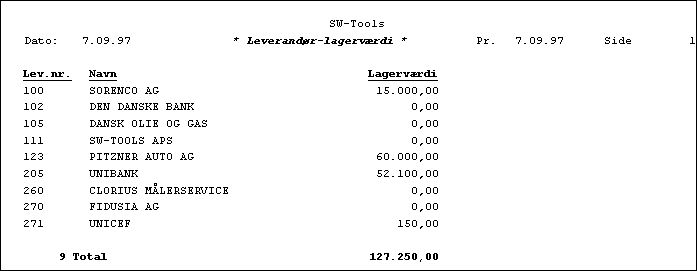 SW-Tools
Dato: 7.09.97 * Leverandør-lagerværdi * Pr. 7.09.97 Side 1
Lev.nr. Navn Lagerværdi
100 SORENCO AG 15.000,00
102 DEN DANSKE BANK 0,00
105 DANSK OLIE OG GAS 0,00
111 SW-TOOLS APS 0,00
123 PITZNER AUTO AG 60.000,00
205 UNIBANK 52.100,00
260 CLORIUS MÅLERSERVICE 0,00
270 FIDUSIA AG 0,00
271 UNICEF 150,00
9 Total 127.250,00